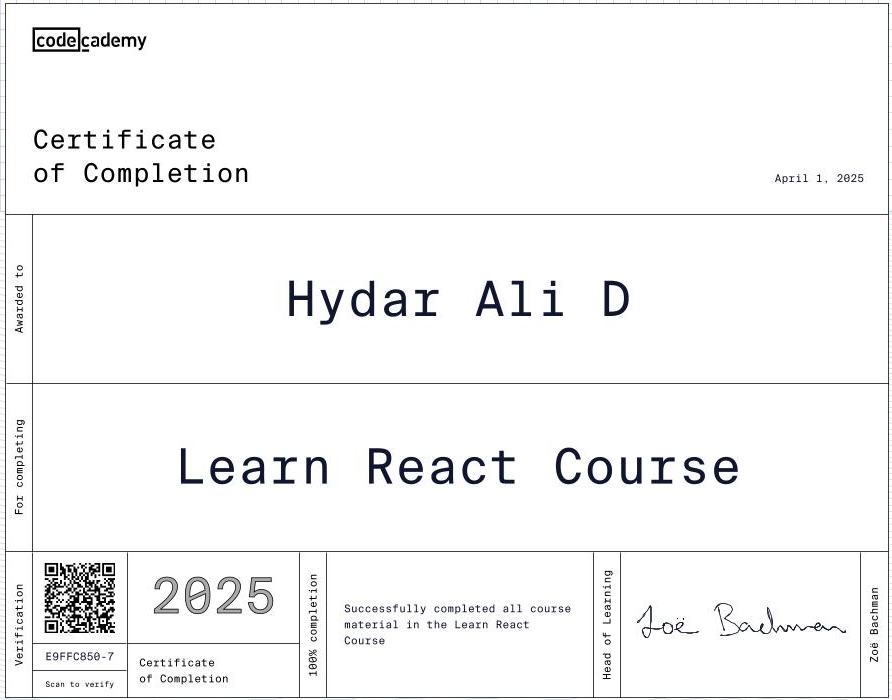 codecademy
Certificate
of Completion
April 1, 2025
Awarded to
Hydar Ali D
For completing
Learn React Course
Verification
E9FFC850-7
Scan to verify
2025
Certificate
of Completion
100% completion
Successfully completed all course
material in the Learn React
Course
Head of Learning
Zoë Bachman
Zoë Bachman